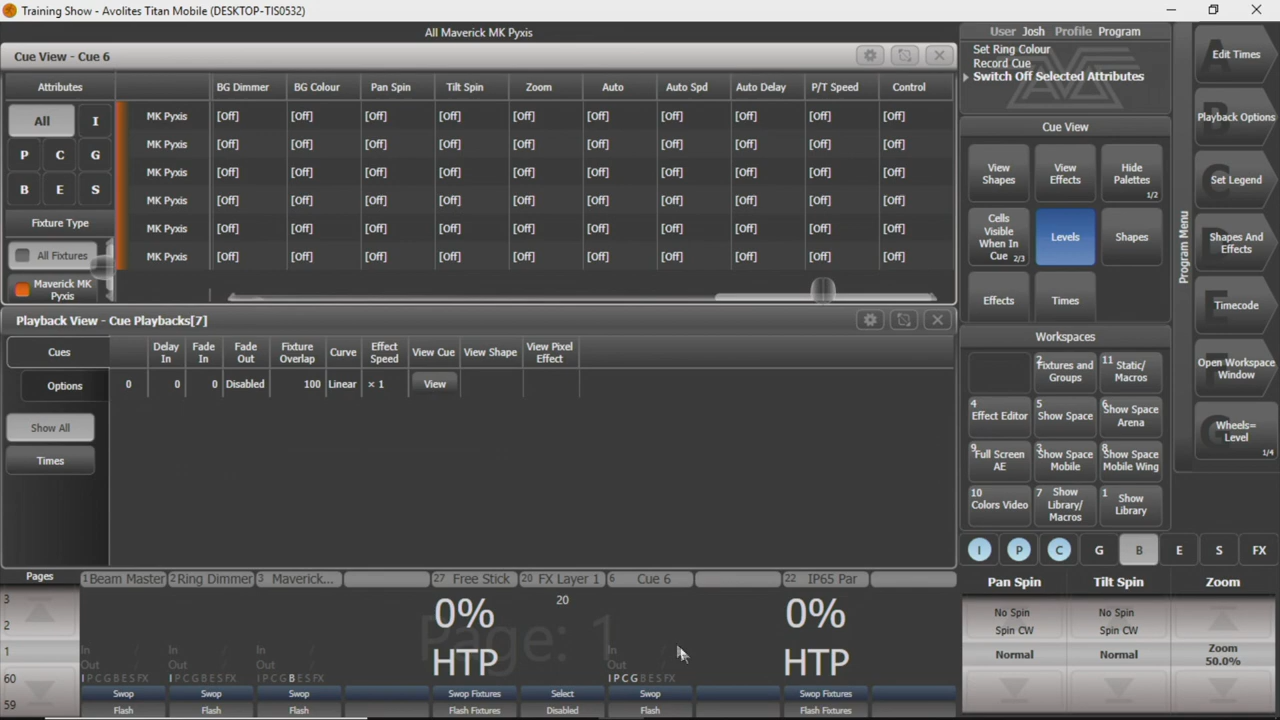 Training Show - Avolites Titan Mobile (DESKTOP-TIS0532)
All Maverick MK Pyxis
Cue View - Cue 6
Attributes BG Dimmer BG Colour Pan Spin Tilt Spin Zoom Auto Auto Spd Auto Delay P/T Speed Control
All I
P C G
B E S
MK Pyxis [Off] [Off] [Off] [Off] [Off] [Off] [Off] [Off] [Off] [Off]
MK Pyxis [Off] [Off] [Off] [Off] [Off] [Off] [Off] [Off] [Off] [Off]
MK Pyxis [Off] [Off] [Off] [Off] [Off] [Off] [Off] [Off] [Off] [Off]
MK Pyxis [Off] [Off] [Off] [Off] [Off] [Off] [Off] [Off] [Off] [Off]
MK Pyxis [Off] [Off] [Off] [Off] [Off] [Off] [Off] [Off] [Off] [Off]
MK Pyxis [Off] [Off] [Off] [Off] [Off] [Off] [Off] [Off] [Off] [Off]
Fixture Type
All Fixtures
Maverick MK
Pyxis
Playback View - Cue Playbacks[7]
Cues
Options
Show All
Times
Delay In Fade In Fade Out Fixture Overlap Curve Effect Speed View Cue View Shape View Pixel Effect
0 0 0 Disabled 100 Linear × 1 View
Pages
3
2
1
60
59
1 Beam Master 2 Ring Dimmer 3 Maverick... 27 Free Stick 20 FX Layer 1 6 Cue 6 22 IP65 Par
20
0% 0%
Page: 1
HTP HTP
In / In / In / In /
Out / Out / Out / Out /
IPCGBESFX IPCGBESFX IPCGBESFX IPCGBESFX
Swop Swop Swop Swop Fixtures Select Swop Swop Fixtures
Flash Flash Flash Flash Fixtures Disabled Flash Flash Fixtures
User Josh Profile Program
Set Ring Colour
Record Cue
Switch Off Selected Attributes
Cue View
View Shapes
View Effects
Hide Palettes 1/2
Cells Visible When In Cue 2/3
Levels
Shapes
Effects
Times
Workspaces
2 Fixtures and Groups
11 Static/ Macros
4 Effect Editor
5 Show Space
6 Show Space Arena
9 Full Screen AE
3 Show Space Mobile
8 Show Space Mobile Wing
10 Colors Video
7 Show Library/ Macros
1 Show Library
Program Menu
A Edit Times
B Playback Options
C Set Legend
D Shapes And Effects
E Timecode
F Open Workspace Window
G Wheels= Level 1/4
I P C G B E S FX
Pan Spin Tilt Spin Zoom
No Spin No Spin
Spin CW Spin CW
Normal Normal
Zoom
50.0%